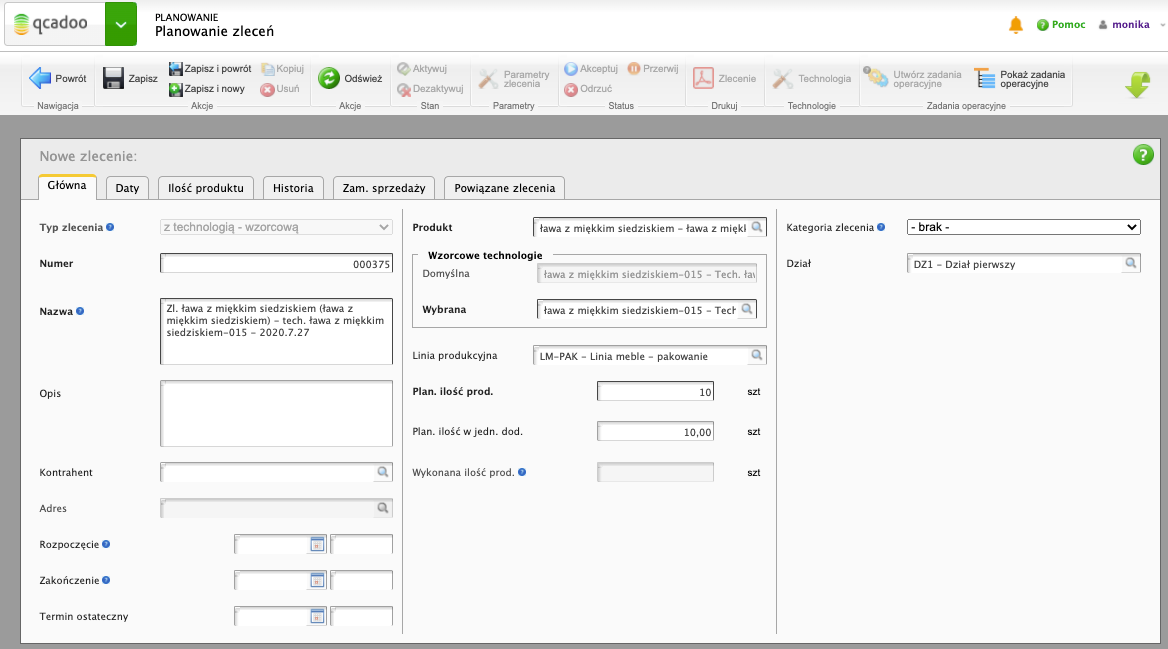 qcadoo
PLANOWANIE
Planowanie zleceń
Pomoc
monika
Powrót
Nawigacja
Zapisz
Zapisz i powrót
Zapisz i nowy
Kopiuj
Usuń
Akcje
Odśwież
Akcje
Aktywuj
Dezaktywuj
Stan
Parametry
zlecenia
Parametry
Akceptuj
Przerwij
Odrzuć
Status
Zlecenie
Drukuj
Technologia
Technologie
Utwórz zadania
operacyjne
Pokaż zadania
operacyjne
Zadania operacyjne
Nowe zlecenie:
Główna
Daty
Ilość produktu
Historia
Zam. sprzedaży
Powiązane zlecenia
Typ zlecenia
z technologią - wzorcową
Numer
000375
Nazwa
Zl. ława z miękkim siedziskiem (ława z
miękkim siedziskiem) - tech. ława z miękkim
siedziskiem-015 - 2020.7.27
Opis
Kontrahent
Adres
Rozpoczęcie
Zakończenie
Termin ostateczny
Produkt
ława z miękkim siedziskiem - ława z miękl
Wzorcowe technologie
Domyślna
ława z miękkim siedziskiem-015 - Tech. ław
Wybrana
ława z miękkim siedziskiem-015 - Tech
Linia produkcyjna
LM-PAK - Linia meble - pakowanie
Plan. ilość prod.
10
szt
Plan. ilość w jedn. dod.
10,00
szt
Wykonana ilość prod.
szt
Kategoria zlecenia
- brak -
Dział
DZ1 - Dział pierwszy